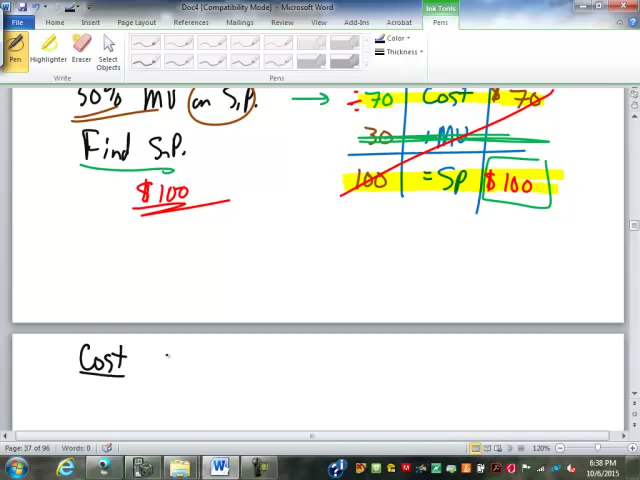 Doc4 [Compatibility Mode] - Microsoft Word
Ink Tools
File Home Insert Page Layout References Mailings Review View Add-Ins Acrobat Pens
Pen Highlighter Eraser Select Objects
Color
Thickness
Write Pens
30% MU on S.P. → 70 Cost $ 70
Find S.P. 30 + MU
$100 100 = SP $100
Cost
Page: 37 of 96 Words: 0 120%
6:38 PM
10/6/2015